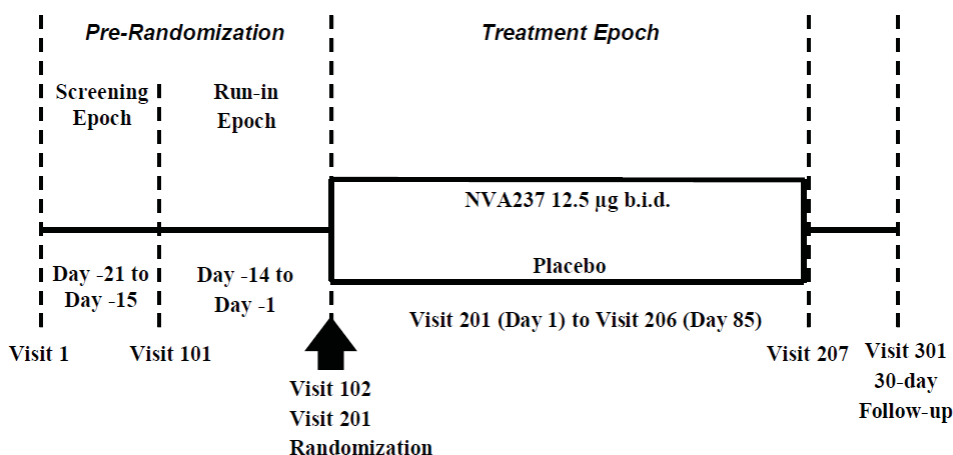 Pre-Randomization
Treatment Epoch
Screening
Epoch
Run-in
Epoch
NVA237 12.5 µg b.i.d.
Placebo
Day -21 to
Day -15
Day -14 to
Day -1
Visit 201 (Day 1) to Visit 206 (Day 85)
Visit 1
Visit 101
Visit 102
Visit 201
Randomization
Visit 207
Visit 301
30-day
Follow-up